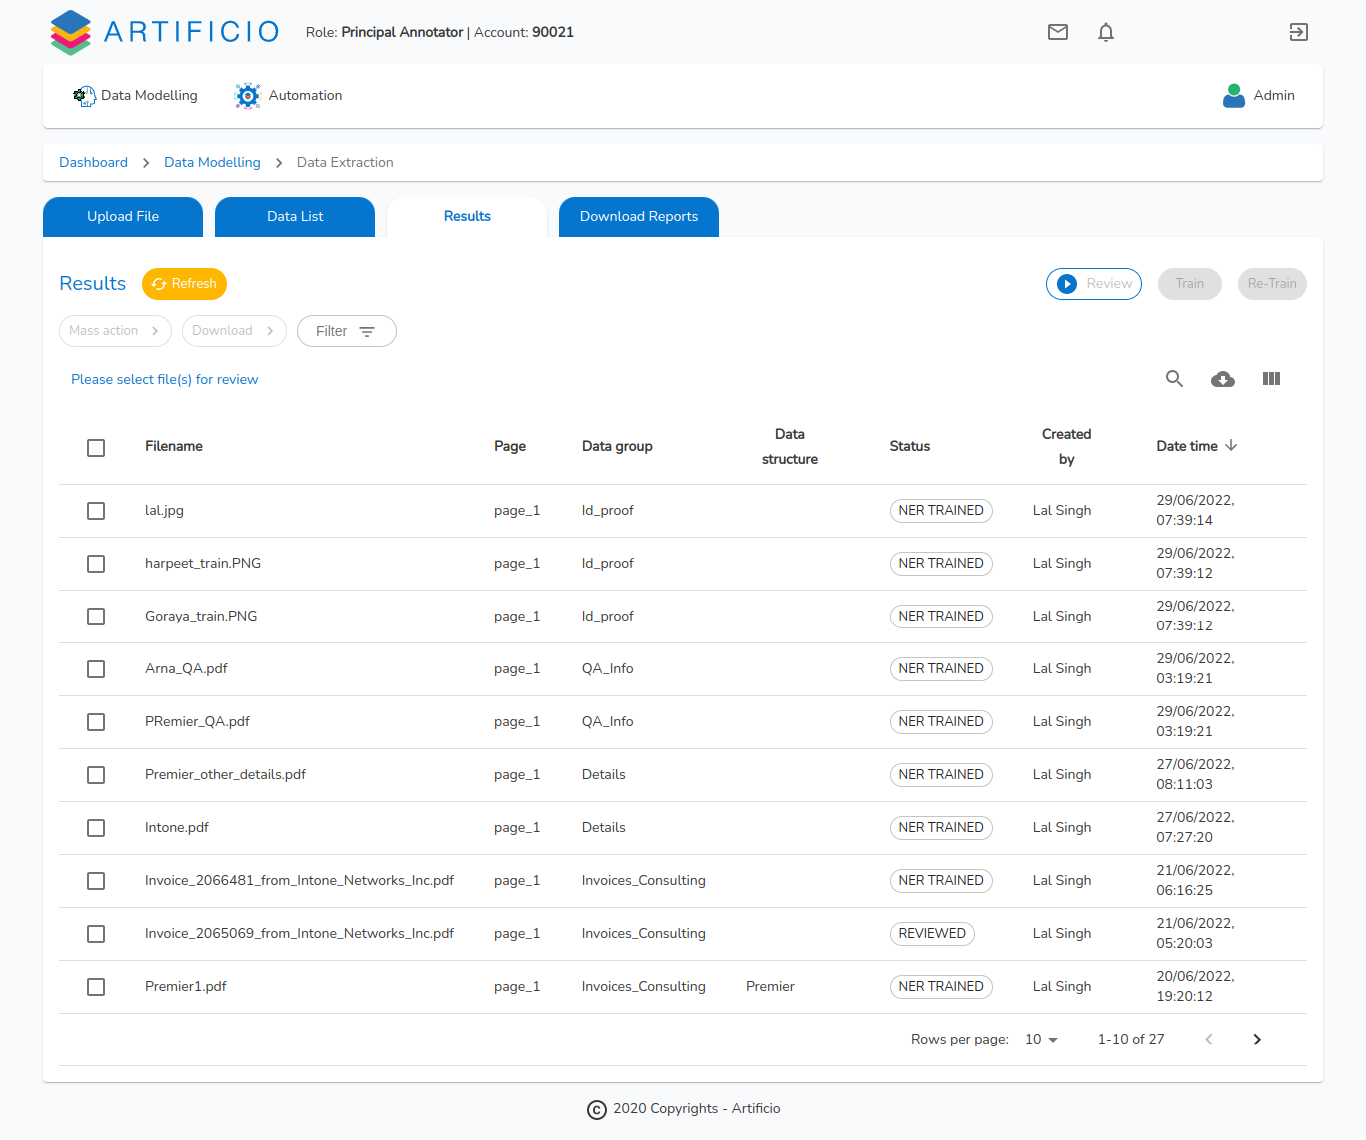 ARTIFICIO Role: Principal Annotator | Account: 90021
Data Modelling Automation Admin
Dashboard > Data Modelling > Data Extraction
Upload File Data List Results Download Reports
Results Refresh Review Train Re-Train
Mass action > Download > Filter
Please select file(s) for review
Filename Page Data group Data structure Status Created by Date time
lal.jpg page_1 Id_proof NER TRAINED Lal Singh 29/06/2022, 07:39:14
harpeet_train.PNG page_1 Id_proof NER TRAINED Lal Singh 29/06/2022, 07:39:12
Goraya_train.PNG page_1 Id_proof NER TRAINED Lal Singh 29/06/2022, 07:39:12
Arna_QA.pdf page_1 QA_Info NER TRAINED Lal Singh 29/06/2022, 03:19:21
PRemier_QA.pdf page_1 QA_Info NER TRAINED Lal Singh 29/06/2022, 03:19:21
Premier_other_details.pdf page_1 Details NER TRAINED Lal Singh 27/06/2022, 08:11:03
Intone.pdf page_1 Details NER TRAINED Lal Singh 27/06/2022, 07:27:20
Invoice_2066481_from_Intone_Networks_Inc.pdf page_1 Invoices_Consulting NER TRAINED Lal Singh 21/06/2022, 06:16:25
Invoice_2065069_from_Intone_Networks_Inc.pdf page_1 Invoices_Consulting REVIEWED Lal Singh 21/06/2022, 05:20:03
Premier1.pdf page_1 Invoices_Consulting Premier NER TRAINED Lal Singh 20/06/2022, 19:20:12
Rows per page: 10 1-10 of 27
© 2020 Copyrights - Artificio